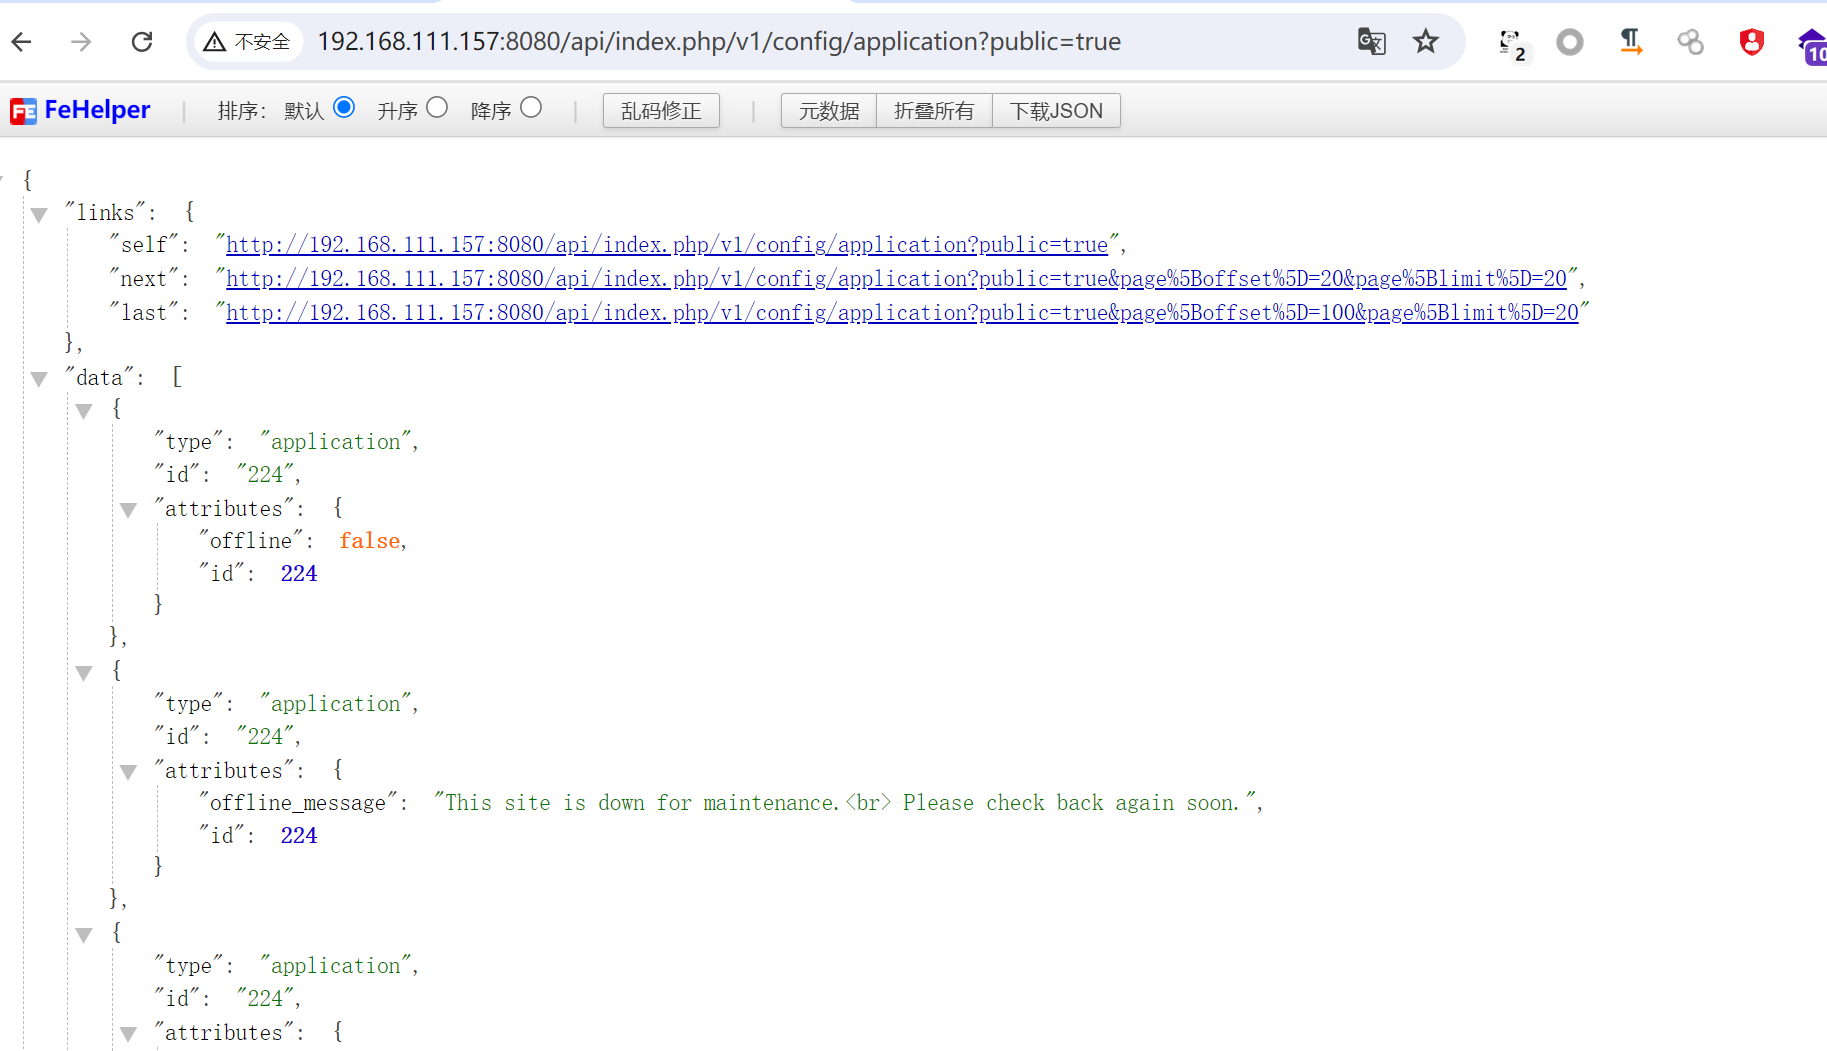 不安全 192.168.111.157:8080/api/index.php/v1/config/application?public=true 2 10
FeHelper 排序： 默认 升序 降序 乱码修正 元数据 折叠所有 下载JSON
{
"links": {
"self": "http://192.168.111.157:8080/api/index.php/v1/config/application?public=true",
"next": "http://192.168.111.157:8080/api/index.php/v1/config/application?public=true&page%5Boffset%5D=20&page%5Blimit%5D=20",
"last": "http://192.168.111.157:8080/api/index.php/v1/config/application?public=true&page%5Boffset%5D=100&page%5Blimit%5D=20"
},
"data": [
{
"type": "application",
"id": "224",
"attributes": {
"offline": false,
"id": 224
}
},
{
"type": "application",
"id": "224",
"attributes": {
"offline_message": "This site is down for maintenance.<br> Please check back again soon.",
"id": 224
}
},
{
"type": "application",
"id": "224",
"attributes": {